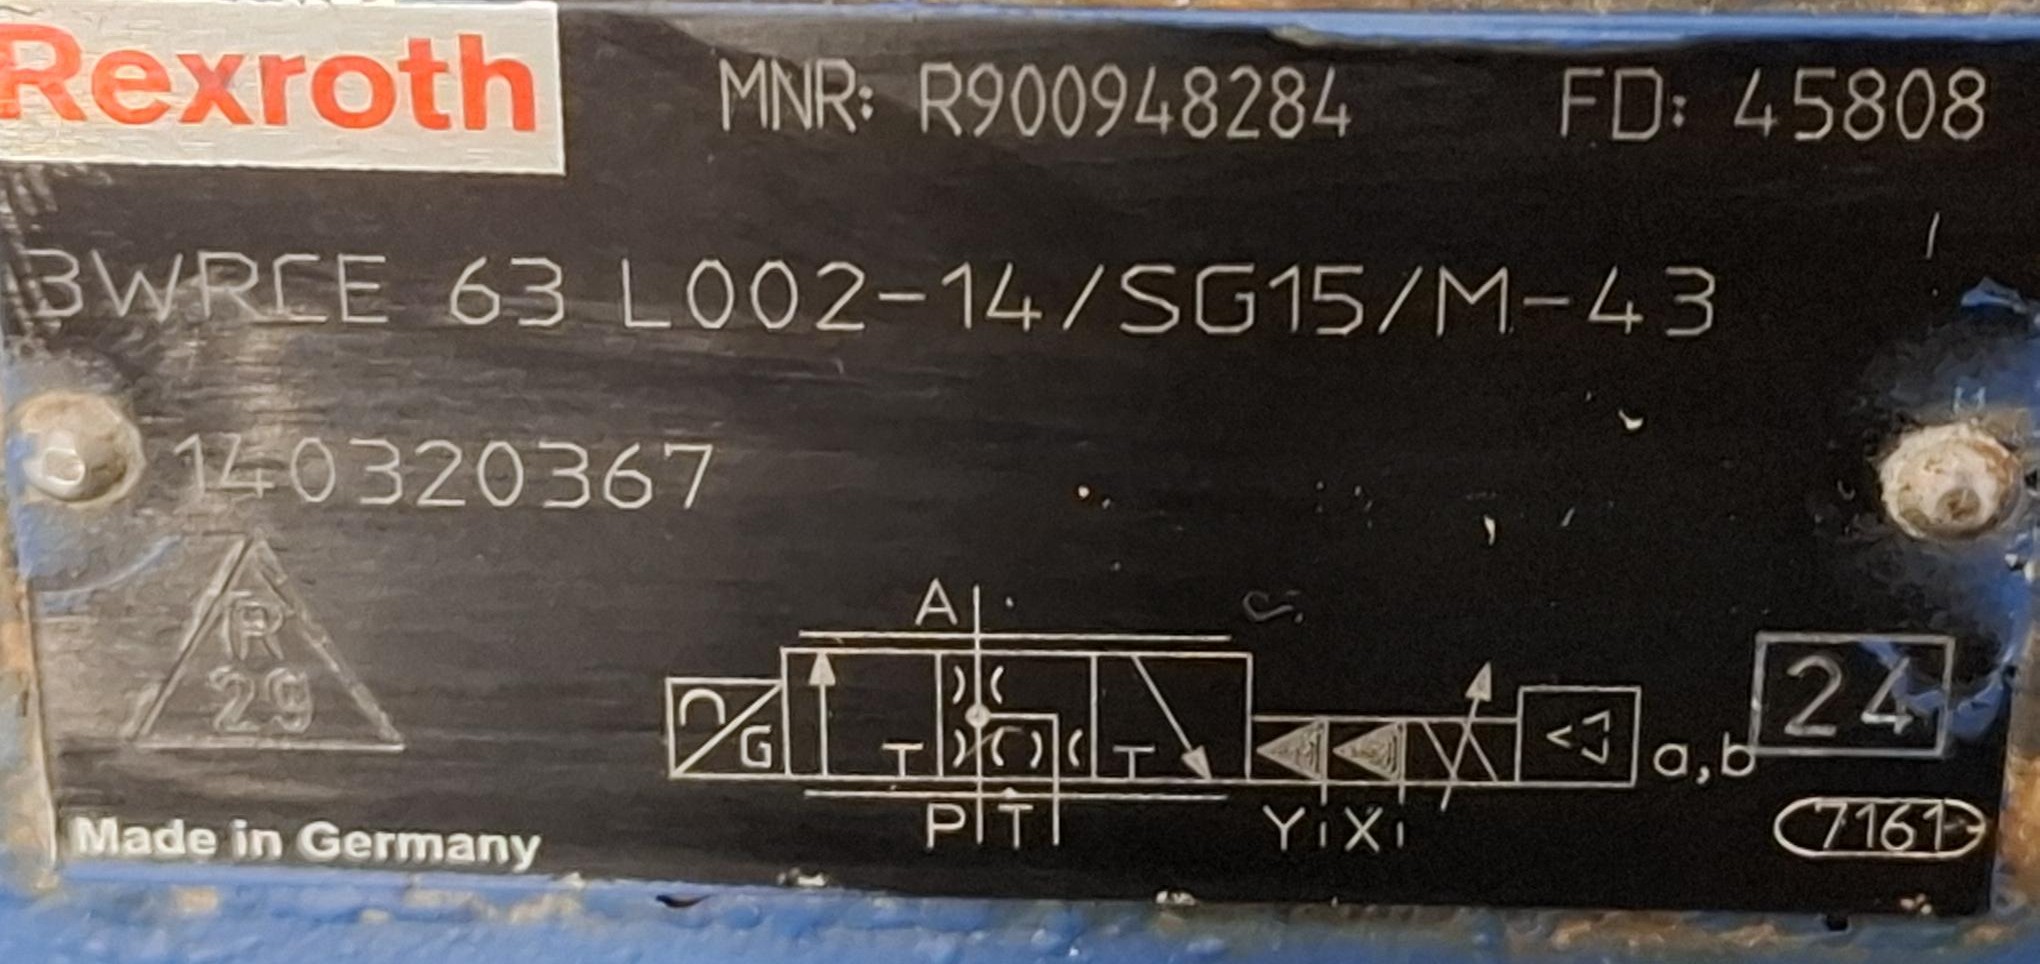 Rexroth MNR: R900948284 FD: 45808
3WRCE 63 L002-14/SG15/M-43
140320367
R
29
A
G T T a,b 24
P T Y X 7161
Made in Germany